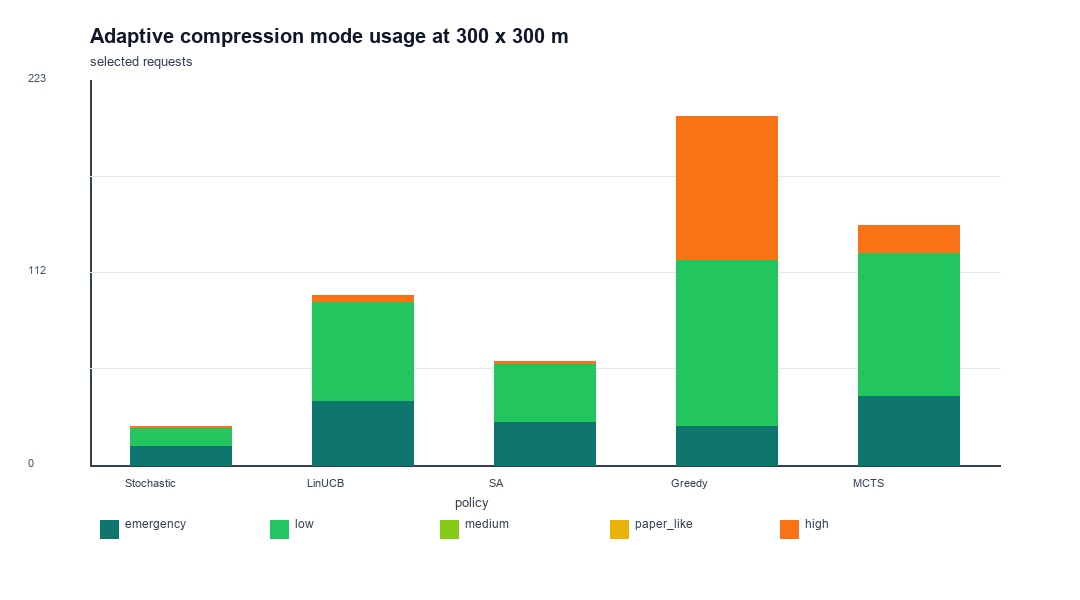 Adaptive compression mode usage at 300 x 300 m
selected requests
223
112
0
Stochastic LinUCB SA Greedy MCTS
policy
emergency low medium paper_like high